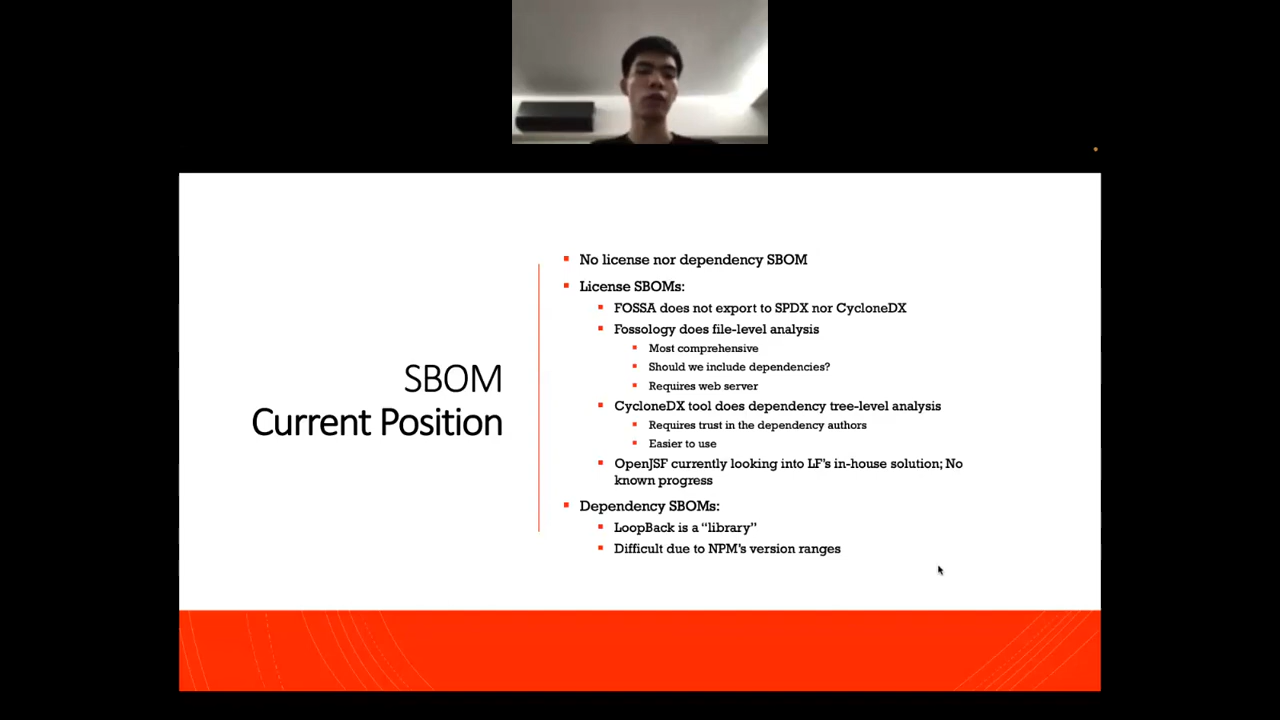 SBOM
Current Position
No license nor dependency SBOM
License SBOMs:
FOSSA does not export to SPDX nor CycloneDX
Fossology does file-level analysis
Most comprehensive
Should we include dependencies?
Requires web server
CycloneDX tool does dependency tree-level analysis
Requires trust in the dependency authors
Easier to use
OpenJSF currently looking into LF's in-house solution; No
known progress
Dependency SBOMs:
LoopBack is a “library”
Difficult due to NPM's version ranges